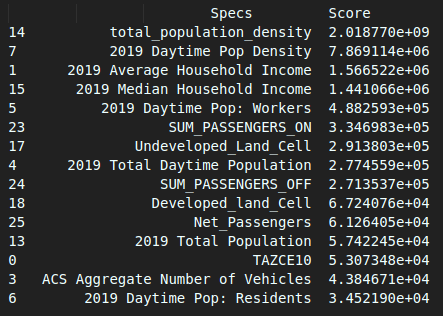 Specs Score
14 total_population_density 2.018770e+09
7 2019 Daytime Pop Density 7.869114e+06
1 2019 Average Household Income 1.566522e+06
15 2019 Median Household Income 1.441066e+06
5 2019 Daytime Pop: Workers 4.882593e+05
23 SUM_PASSENGERS_ON 3.346983e+05
17 Undeveloped_Land_Cell 2.913803e+05
4 2019 Total Daytime Population 2.774559e+05
24 SUM_PASSENGERS_OFF 2.713537e+05
18 Developed_land_Cell 6.724076e+04
25 Net_Passengers 6.126405e+04
13 2019 Total Population 5.742245e+04
0 TAZCE10 5.307348e+04
3 ACS Aggregate Number of Vehicles 4.384671e+04
6 2019 Daytime Pop: Residents 3.452190e+04